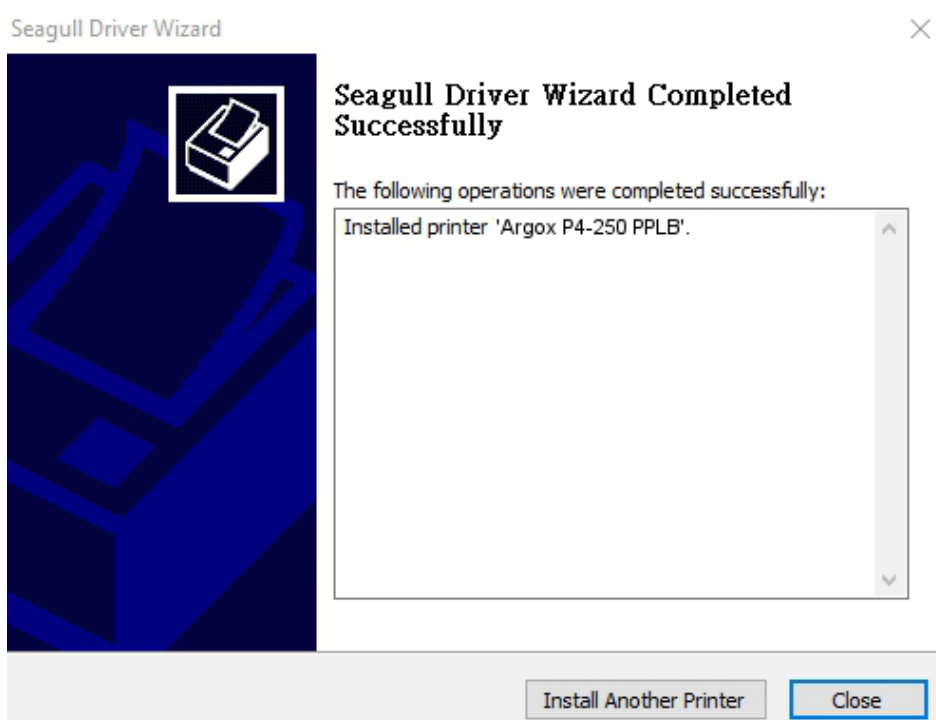 Seagull Driver Wizard
Seagull Driver Wizard Completed
Successfully
The following operations were completed successfully:
Installed printer 'Argox P4-250 PPLB'.
Install Another Printer
Close